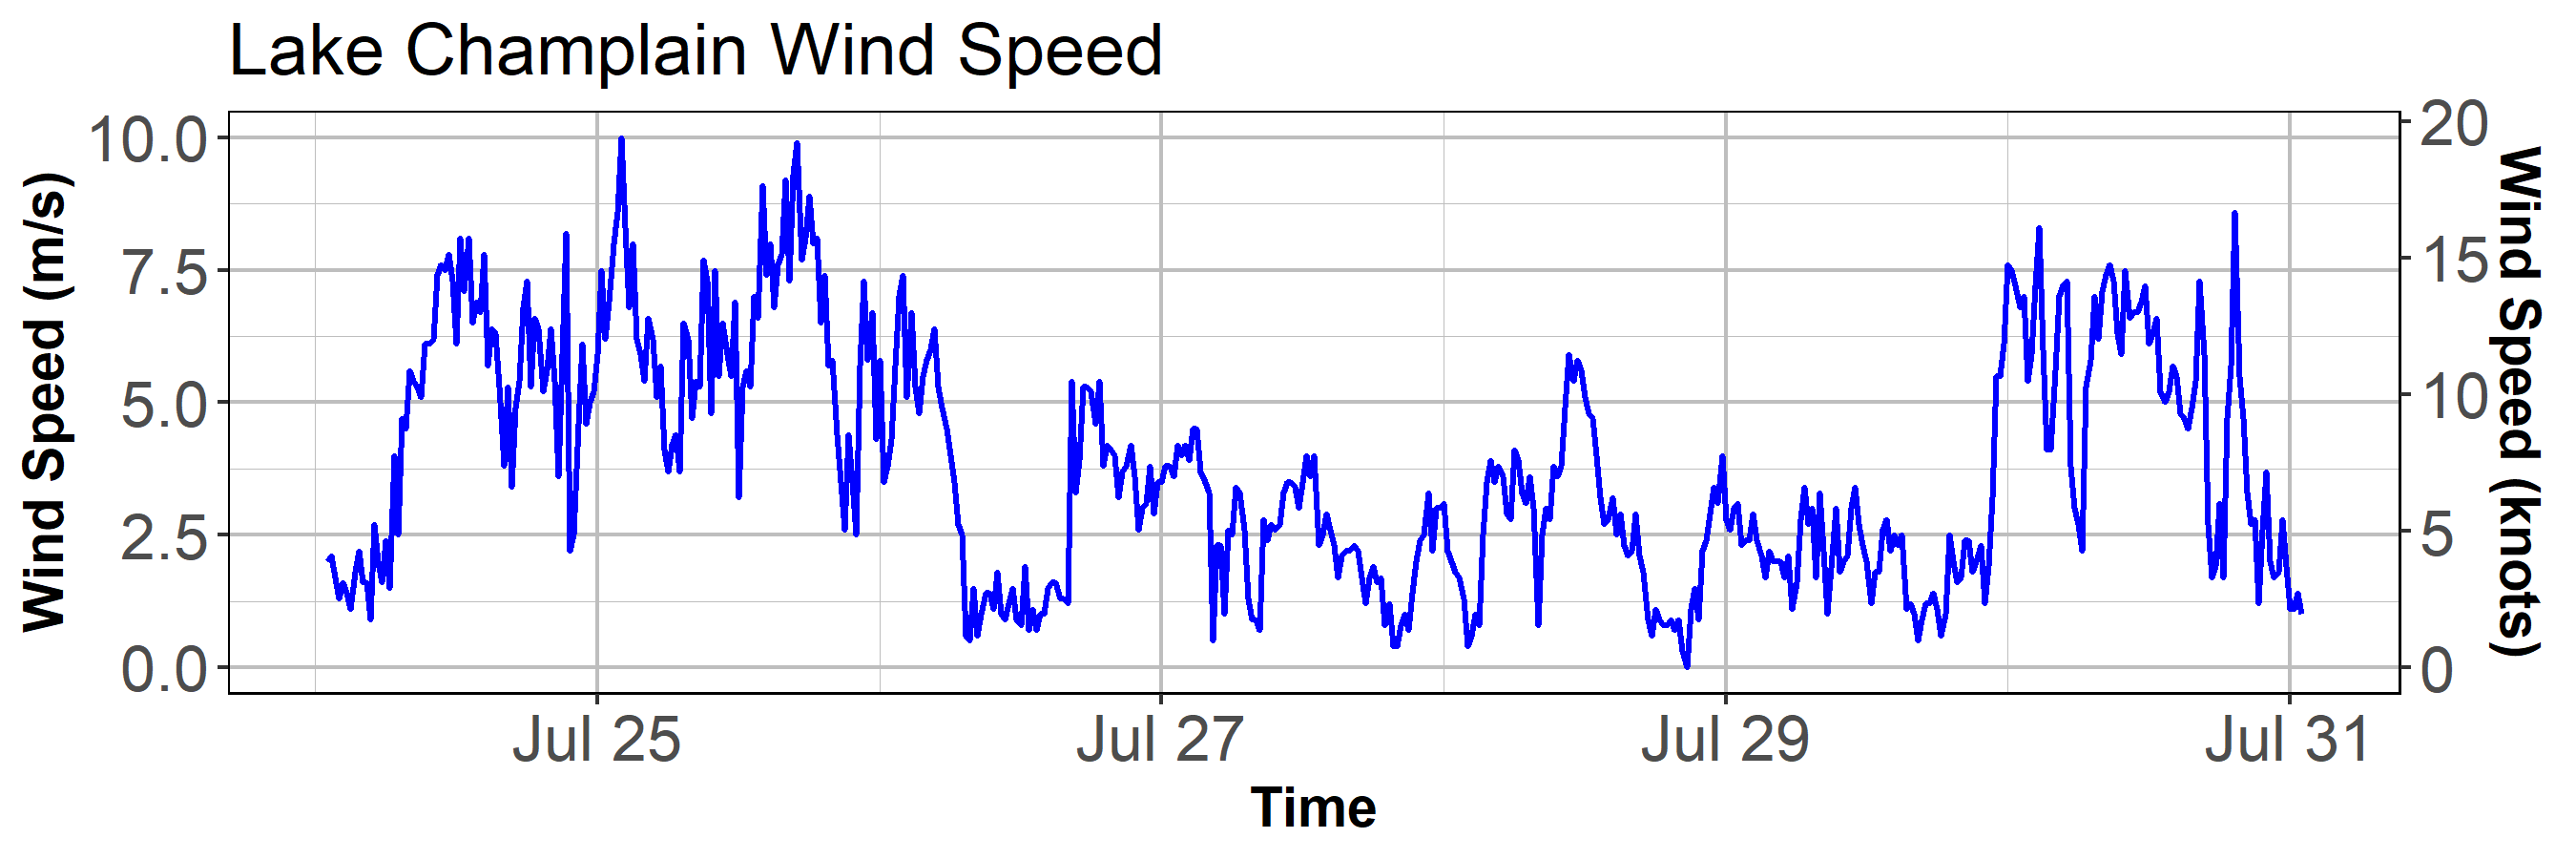 Lake Champlain Wind Speed
Wind Speed (m/s)
10.0
7.5
5.0
2.5
0.0
20
15
10
5
0
Wind Speed (knots)
Jul 25
Jul 27
Jul 29
Jul 31
Time